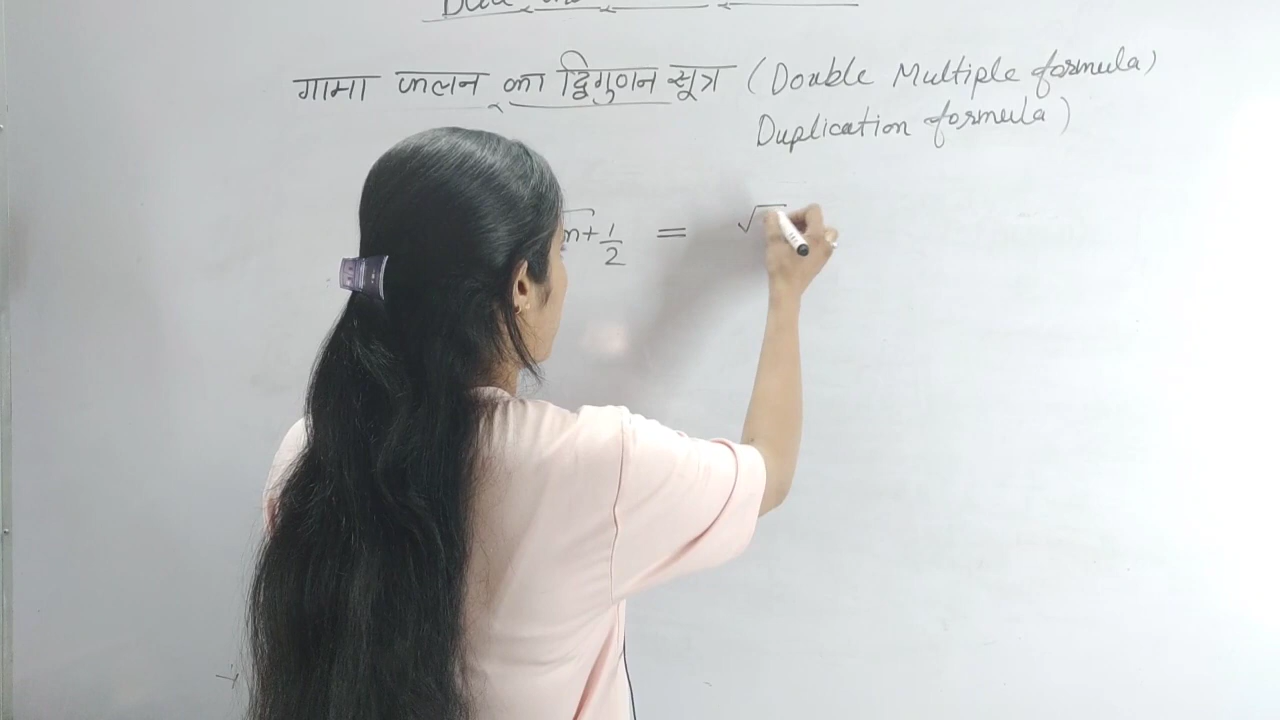 गामा फलन का द्विगुणन सूत्र (Double Multiple formula)
Duplication formula)
m+1/2 = √